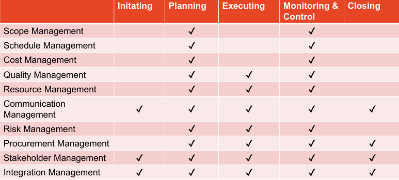 Initating Planning Executing Monitoring & Control Closing
Scope Management ✓ ✓
Schedule Management ✓ ✓
Cost Management ✓ ✓
Quality Management ✓ ✓ ✓
Resource Management ✓ ✓ ✓
Communication Management ✓ ✓ ✓ ✓ ✓
Risk Management ✓ ✓ ✓
Procurement Management ✓ ✓ ✓ ✓
Stakeholder Management ✓ ✓ ✓ ✓ ✓
Integration Management ✓ ✓ ✓ ✓ ✓